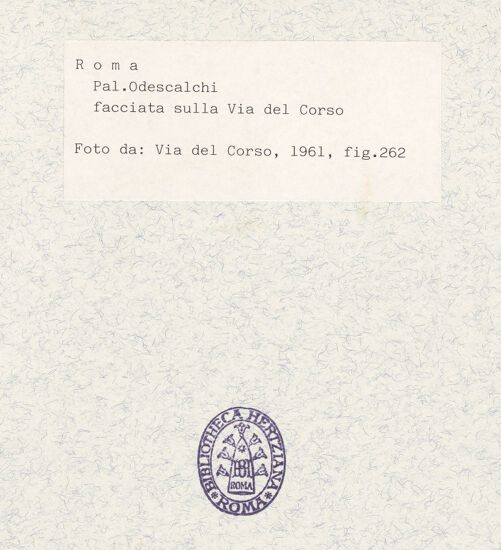 R o m a
Pal.Odescalchi
facciata sulla Via del Corso
Foto da: Via del Corso, 1961, fig.262
BIBLIOTHECA HERTZIANA
ROMA
ROMA